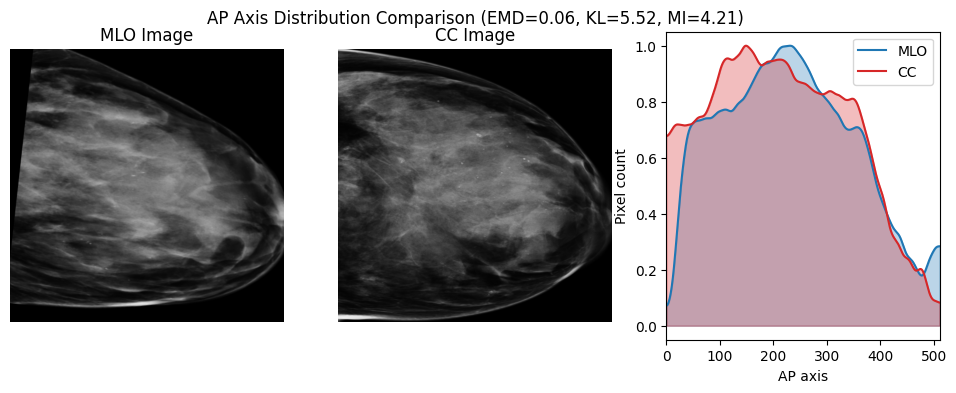 AP Axis Distribution Comparison (EMD=0.06, KL=5.52, MI=4.21)
MLO Image
CC Image
MLO
CC
1.0
0.8
0.6
0.4
0.2
0.0
Pixel count
0 100 200 300 400 500
AP axis